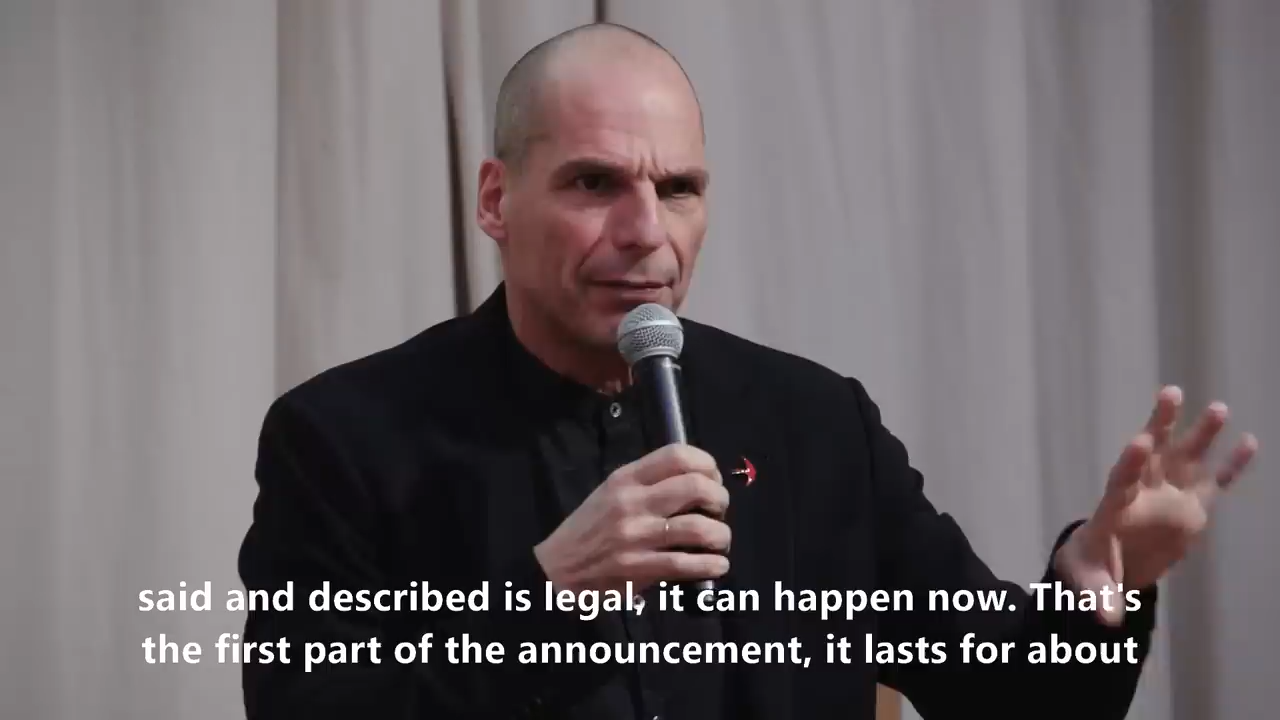 said and described is legal, it can happen now. That's
the first part of the announcement, it lasts for about